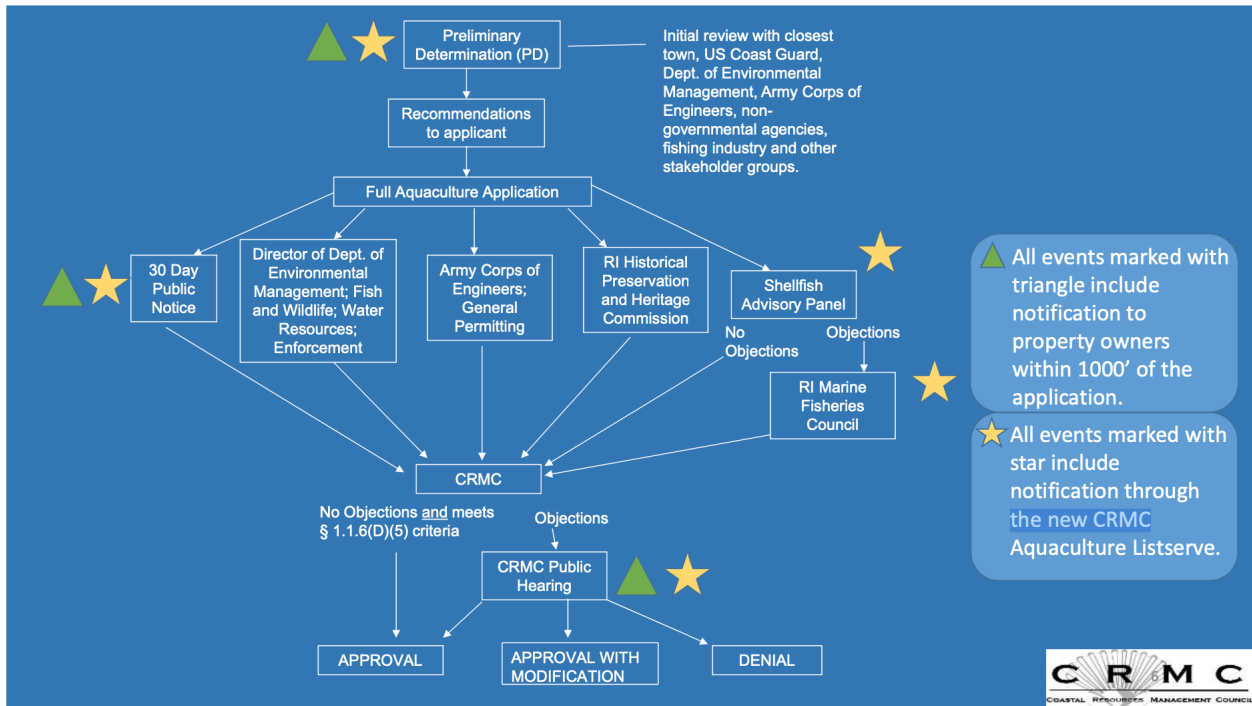 Preliminary
Determination (PD)
Initial review with closest
town, US Coast Guard,
Dept. of Environmental
Management, Army Corps of
Engineers, non-
governmental agencies,
fishing industry and other
stakeholder groups.
Recommendations
to applicant
Full Aquaculture Application
30 Day
Public
Notice
Director of Dept. of
Environmental
Management; Fish
and Wildlife; Water
Resources;
Enforcement
Army Corps of
Engineers;
General
Permitting
RI Historical
Preservation
and Heritage
Commission
Shellfish
Advisory Panel
No
Objections
Objections
RI Marine
Fisheries
Council
CRMC
No Objections and meets
§ 1.1.6(D)(5) criteria
Objections
CRMC Public
Hearing
APPROVAL
APPROVAL WITH
MODIFICATION
DENIAL
All events marked with
triangle include
notification to
property owners
within 1000’ of the
application.
All events marked with
star include
notification through
the new CRMC
Aquaculture Listserve.
6
C R M C
COASTAL RESOURCES MANAGEMENT COUNCIL